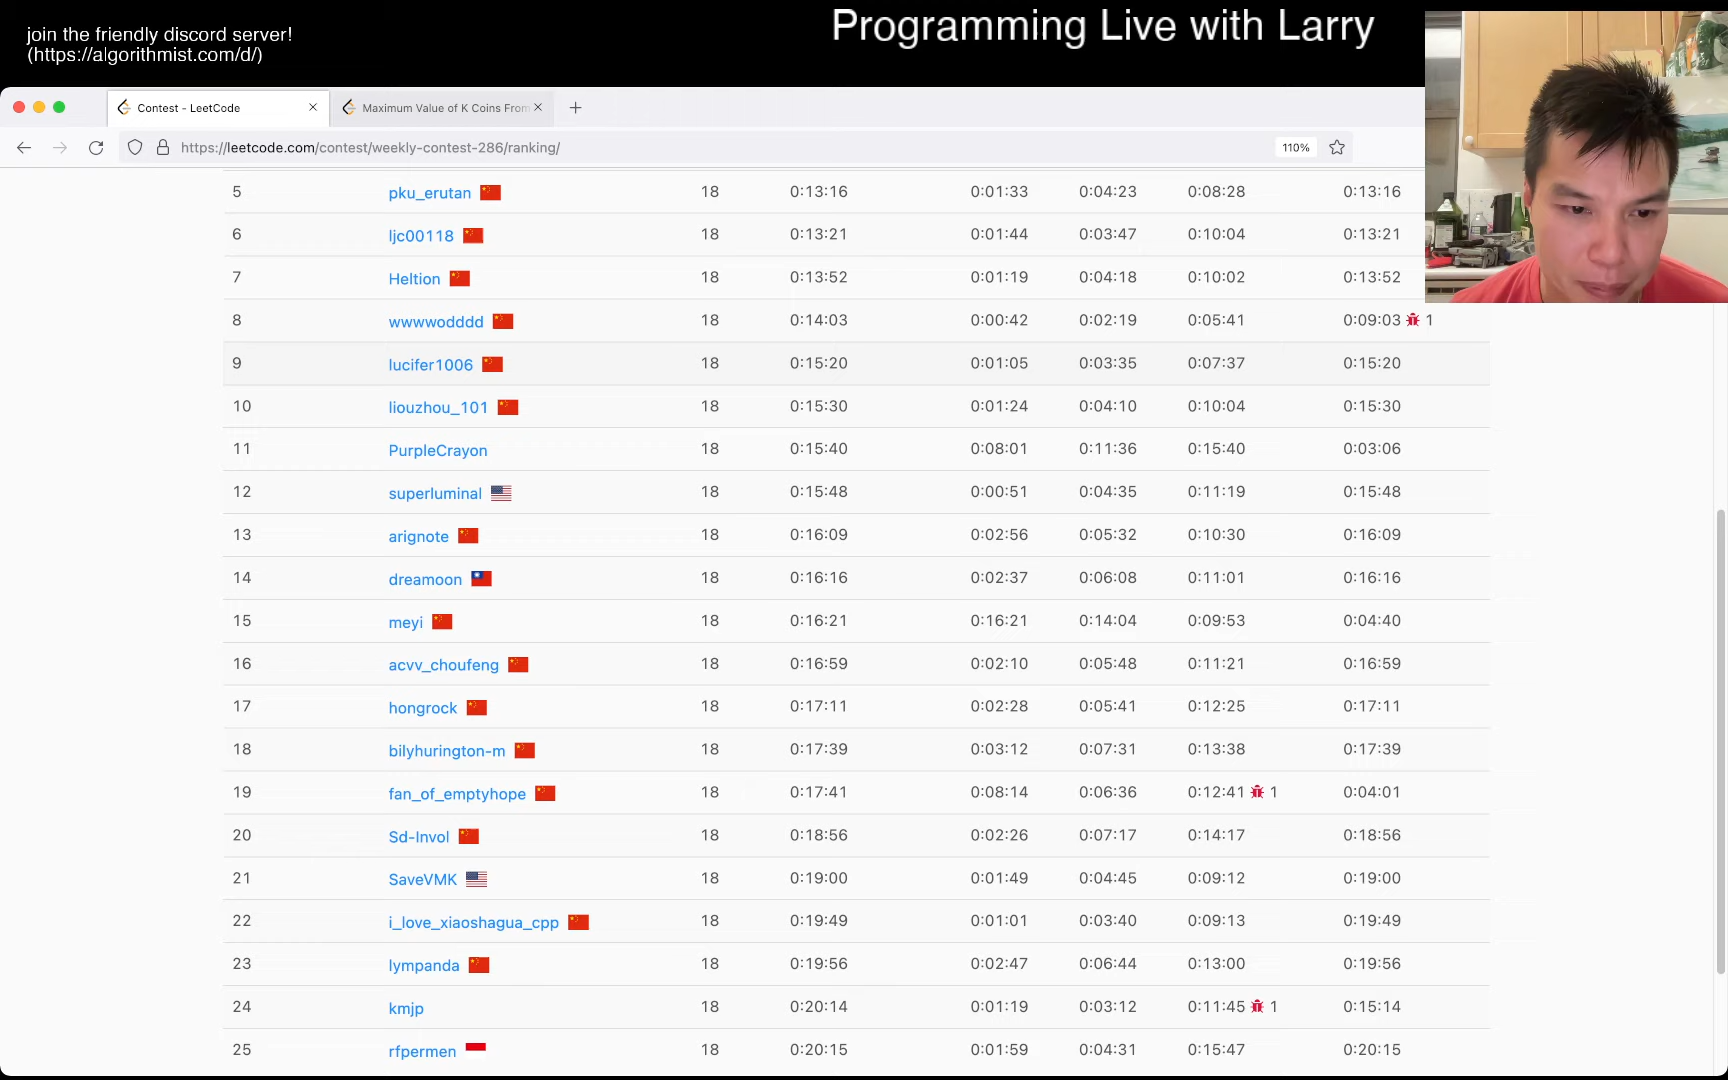 join the friendly discord server!
(https://algorithmist.com/d/)
Programming Live with Larry
Contest - LeetCode
Maximum Value of K Coins From
https://leetcode.com/contest/weekly-contest-286/ranking/
110%
5 pku_erutan 18 0:13:16 0:01:33 0:04:23 0:08:28 0:13:16
6 ljc00118 18 0:13:21 0:01:44 0:03:47 0:10:04 0:13:21
7 Heltion 18 0:13:52 0:01:19 0:04:18 0:10:02 0:13:52
8 wwwwodddd 18 0:14:03 0:00:42 0:02:19 0:05:41 0:09:03 1
9 lucifer1006 18 0:15:20 0:01:05 0:03:35 0:07:37 0:15:20
10 liouzhou_101 18 0:15:30 0:01:24 0:04:10 0:10:04 0:15:30
11 PurpleCrayon 18 0:15:40 0:08:01 0:11:36 0:15:40 0:03:06
12 superluminal 18 0:15:48 0:00:51 0:04:35 0:11:19 0:15:48
13 arignote 18 0:16:09 0:02:56 0:05:32 0:10:30 0:16:09
14 dreamoon 18 0:16:16 0:02:37 0:06:08 0:11:01 0:16:16
15 meyi 18 0:16:21 0:16:21 0:14:04 0:09:53 0:04:40
16 acvv_choufeng 18 0:16:59 0:02:10 0:05:48 0:11:21 0:16:59
17 hongrock 18 0:17:11 0:02:28 0:05:41 0:12:25 0:17:11
18 bilyhurington-m 18 0:17:39 0:03:12 0:07:31 0:13:38 0:17:39
19 fan_of_emptyhope 18 0:17:41 0:08:14 0:06:36 0:12:41 1 0:04:01
20 Sd-Invol 18 0:18:56 0:02:26 0:07:17 0:14:17 0:18:56
21 SaveVMK 18 0:19:00 0:01:49 0:04:45 0:09:12 0:19:00
22 i_love_xiaoshagua_cpp 18 0:19:49 0:01:01 0:03:40 0:09:13 0:19:49
23 lympanda 18 0:19:56 0:02:47 0:06:44 0:13:00 0:19:56
24 kmjp 18 0:20:14 0:01:19 0:03:12 0:11:45 1 0:15:14
25 rfpermen 18 0:20:15 0:01:59 0:04:31 0:15:47 0:20:15